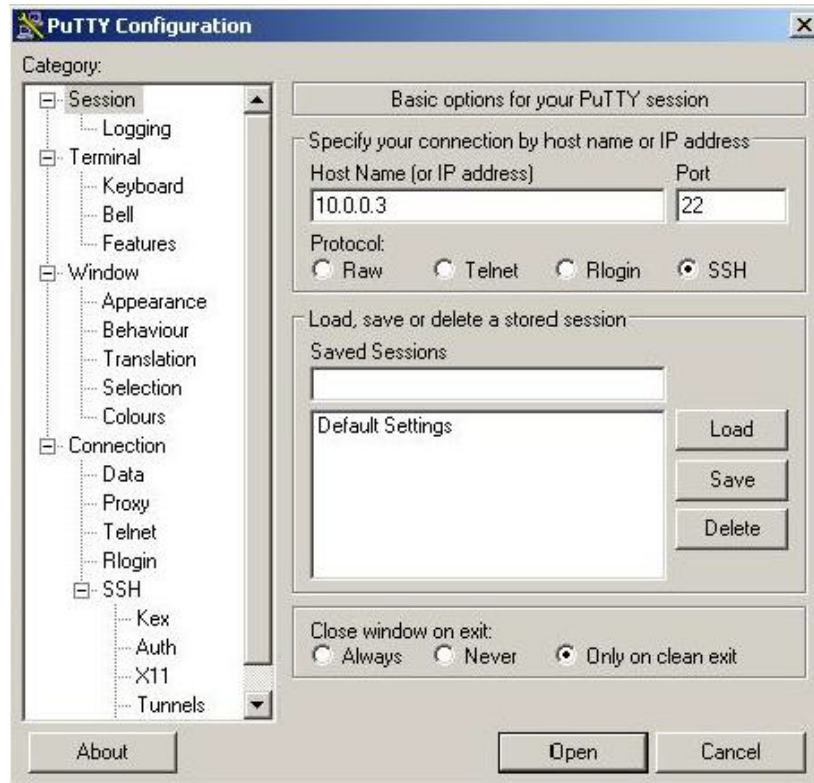 PuTTY Configuration
Category:
Session
Logging
Terminal
Keyboard
Bell
Features
Window
Appearance
Behaviour
Translation
Selection
Colours
Connection
Data
Proxy
Telnet
Rlogin
SSH
Kex
Auth
X11
Tunnels
Basic options for your PuTTY session
Specify your connection by host name or IP address
Host Name (or IP address) Port
10.0.0.3 22
Protocol:
Raw Telnet Rlogin SSH
Load, save or delete a stored session
Saved Sessions
Default Settings
Load
Save
Delete
Close window on exit:
Always Never Only on clean exit
About Open Cancel